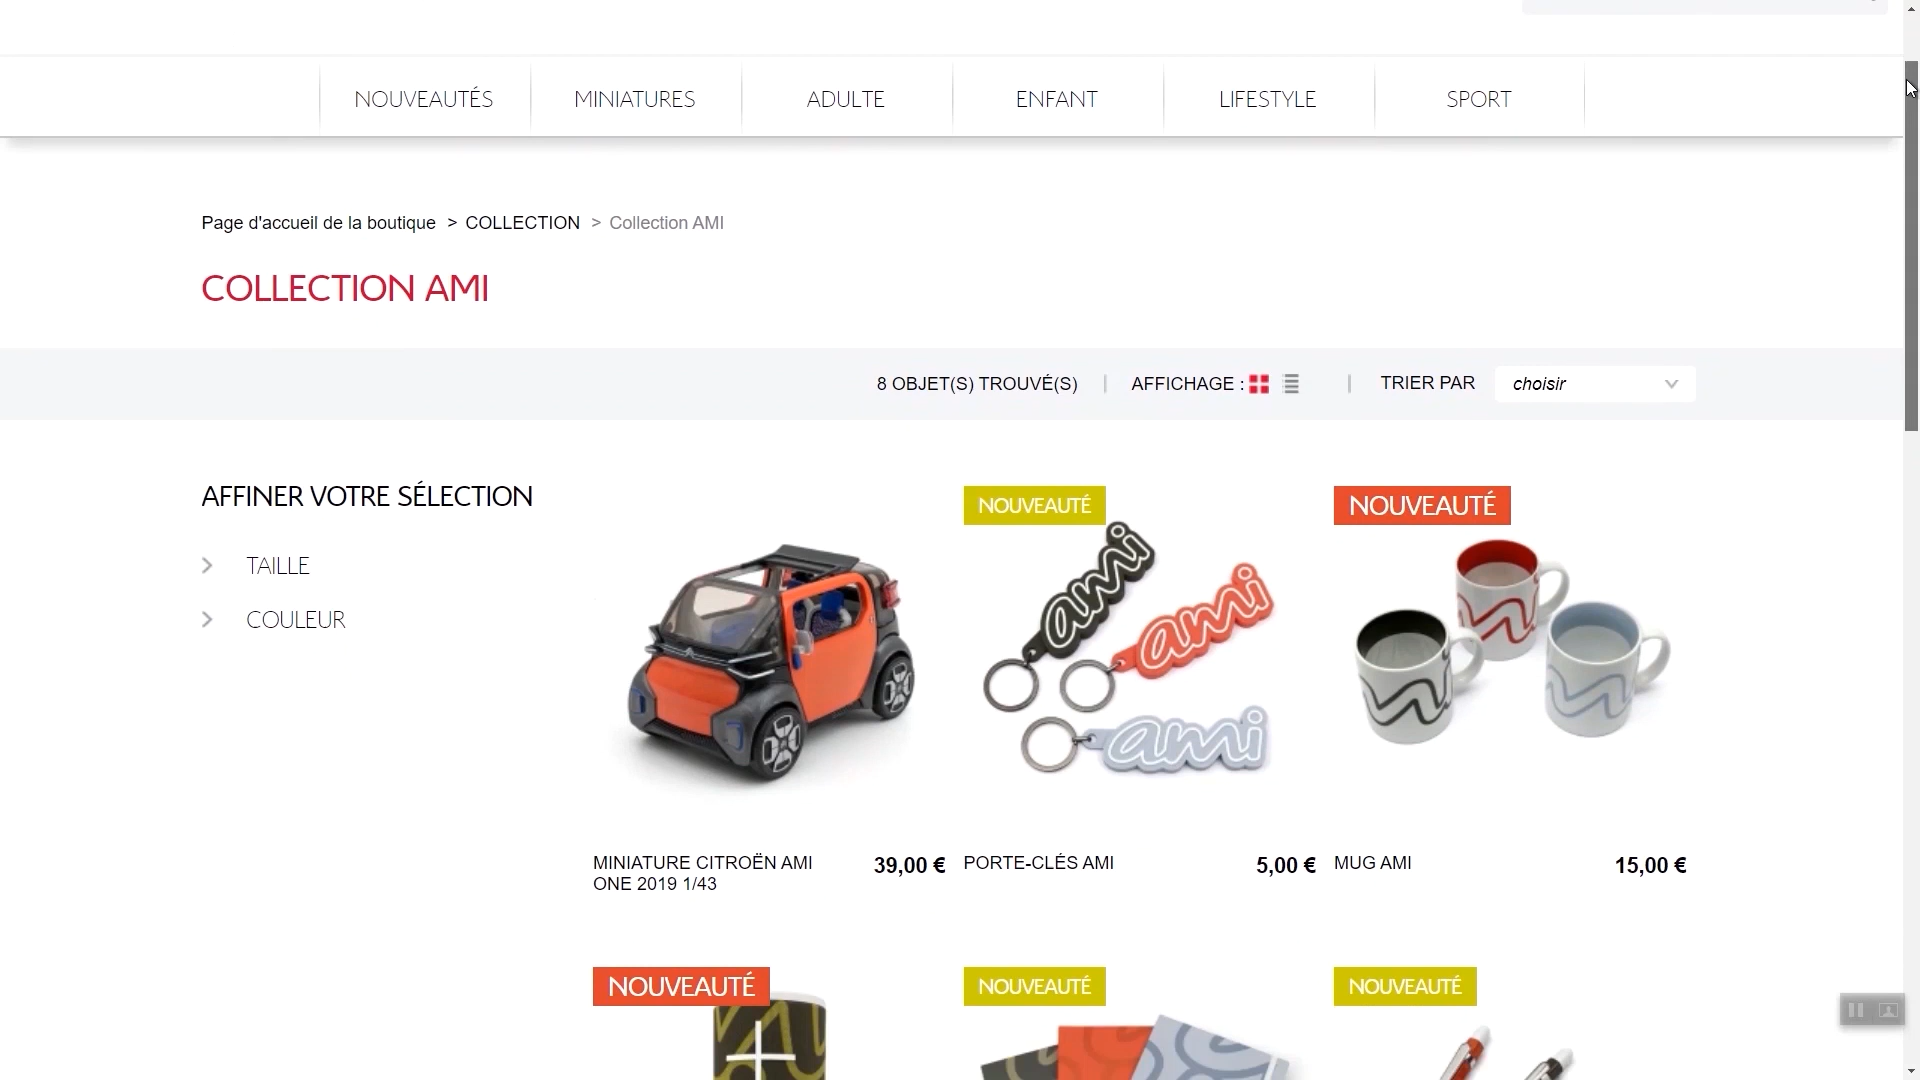 NOUVEAUTÉS MINIATURES ADULTE ENFANT LIFESTYLE SPORT
Page d'accueil de la boutique > COLLECTION > Collection AMI
COLLECTION AMI
8 OBJET(S) TROUVÉ(S) | AFFICHAGE : | TRIER PAR choisir
AFFINER VOTRE SÉLECTION
TAILLE
COULEUR
NOUVEAUTÉ
NOUVEAUTÉ
ami
ami
ami
MINIATURE CITROËN AMI
ONE 2019 1/43
39,00 €
PORTE-CLÉS AMI
5,00 €
MUG AMI
15,00 €
NOUVEAUTÉ
NOUVEAUTÉ
NOUVEAUTÉ